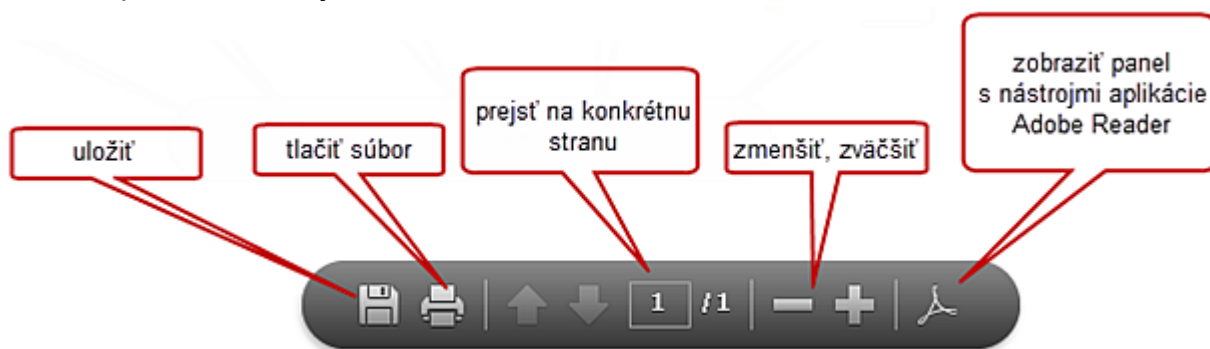 uložiť
tlačiť súbor
prejsť na konkrétnu
stranu
zmenšiť, zväčšiť
zobraziť panel
s nástrojmi aplikácie
Adobe Reader
1 / 1